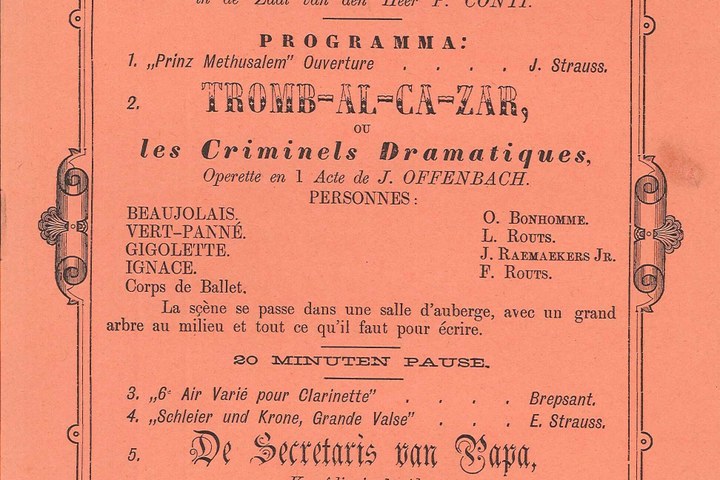 in de Zaal van den Heer F. CONTI.
PROGRAMMA:
1. „Prinz Methusalem" Ouverture . . . . J. Strauss.
2. TROMB-AL-CA-ZAR,
OU
les Criminels Dramatiques,
Operette en 1 Acte de J. OFFENBACH.
PERSONNES:
BEAUJOLAIS. O. BONHOMME.
VERT-PANNÉ. L. ROUTS.
GIGOLETTE. J. RAEMAEKERS JR.
IGNACE. F. ROUTS.
Corps de Ballet.
La sçène se passe dans une salle d'auberge, avec un grand
arbre au milieu et tout ce qu'il faut pour écrire.
20 MINUTEN PAUSE.
3. „6e Air Varié pour Clarinette" . . . . Brepsant.
4. „Schleier und Krone, Grande Valse" . . . E. Strauss.
5. De Secretaris van Papa,